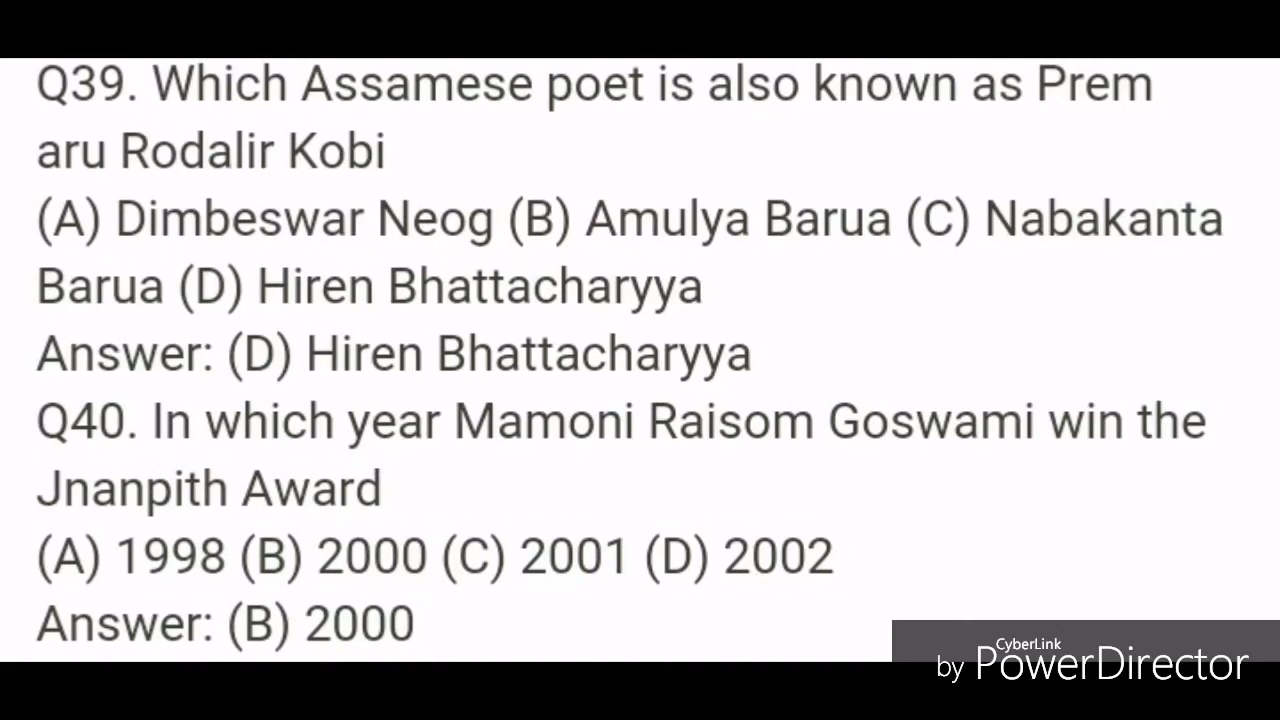 Q39. Which Assamese poet is also known as Prem
aru Rodalir Kobi
(A) Dimbeswar Neog (B) Amulya Barua (C) Nabakanta
Barua (D) Hiren Bhattacharyya
Answer: (D) Hiren Bhattacharyya
Q40. In which year Mamoni Raisom Goswami win the
Jnanpith Award
(A) 1998 (B) 2000 (C) 2001 (D) 2002
Answer: (B) 2000
CyberLink
by PowerDirector